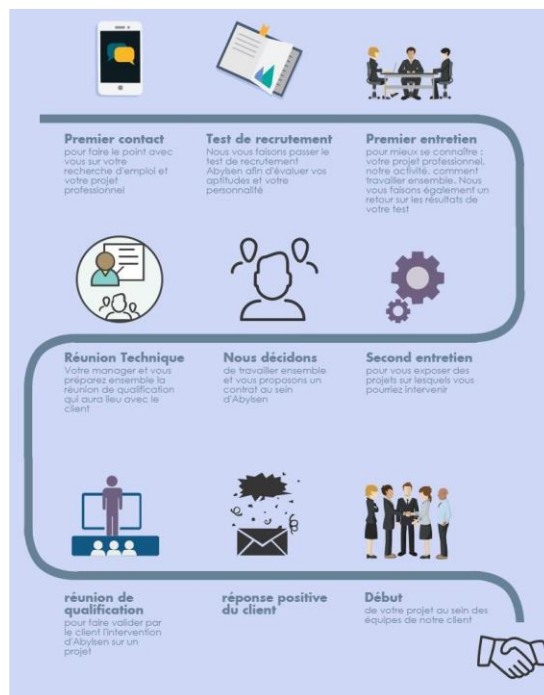 Premier contact
pour faire le point avec
vous sur votre
recherche d'emploi et
votre projet
professionnel
Test de recrutement
Nous vous faisons passer le
test de recrutement
Abylsen afin d'évaluer vos
aptitudes et votre
personnalité
Premier entretien
pour mieux se connaître :
votre projet professionnel,
notre activité, comment
travailler ensemble. Nous
vous faisons également un
retour sur les résultats de
votre test
Réunion Technique
Votre manager et vous
préparez ensemble la
réunion de qualification
qui aura lieu avec le
client
Nous décidons
de travailler ensemble
et vous proposons un
contrat au sein
d'Abylsen
Second entretien
pour vous exposer des
projets sur lesquels vous
pourriez intervenir
réunion de
qualification
pour faire valider par
le client l'intervention
d'Abylsen sur un
projet
réponse positive
du client
Début
de votre projet au sein des
équipes de notre client